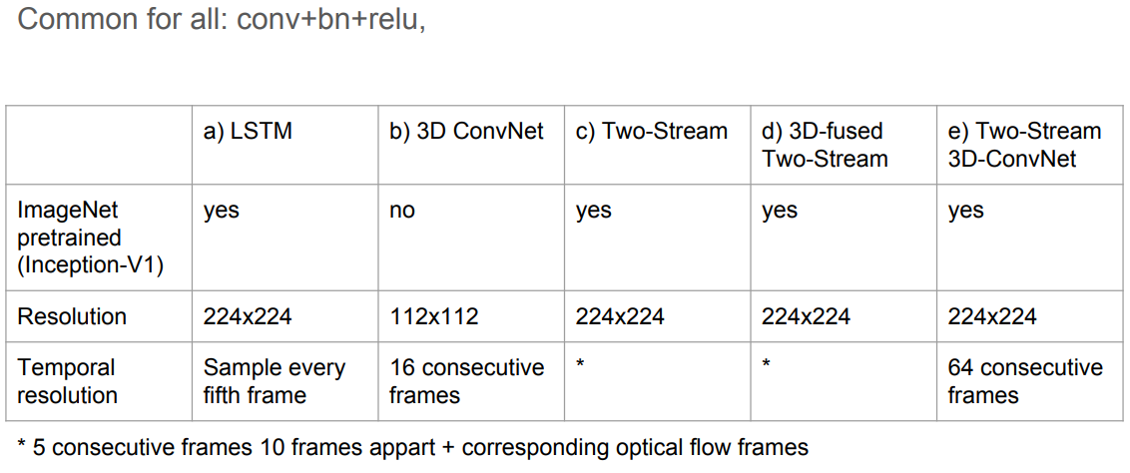 Common for all: conv+bn+relu,
a) LSTM
b) 3D ConvNet
c) Two-Stream
d) 3D-fused
Two-Stream
e) Two-Stream
3D-ConvNet
ImageNet
pretrained
(Inception-V1)
yes
no
yes
yes
yes
Resolution
224x224
112x112
224x224
224x224
224x224
Temporal
resolution
Sample every
fifth frame
16 consecutive
frames
*
*
64 consecutive
frames
* 5 consecutive frames 10 frames appart + corresponding optical flow frames